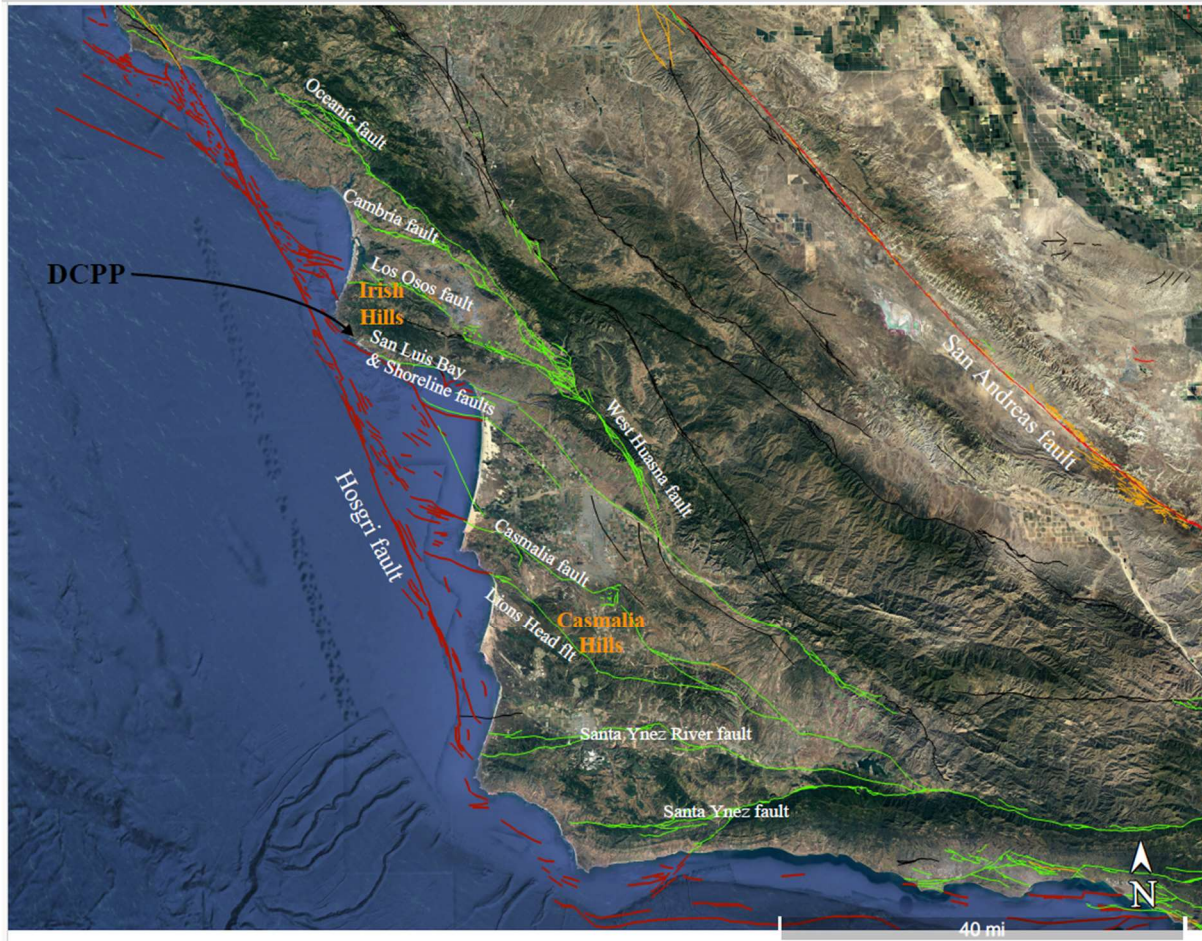 Oceanic fault
Cambria fault
DCPP
Los Osos fault
Irish
Hills
San Luis Bay
& Shoreline faults
San Andreas fault
West Huasna fault
Hosgri fault
Casmalia fault
Lions Head flt
Casmalia
Hills
Santa Ynez River fault
Santa Ynez fault
N
40 mi